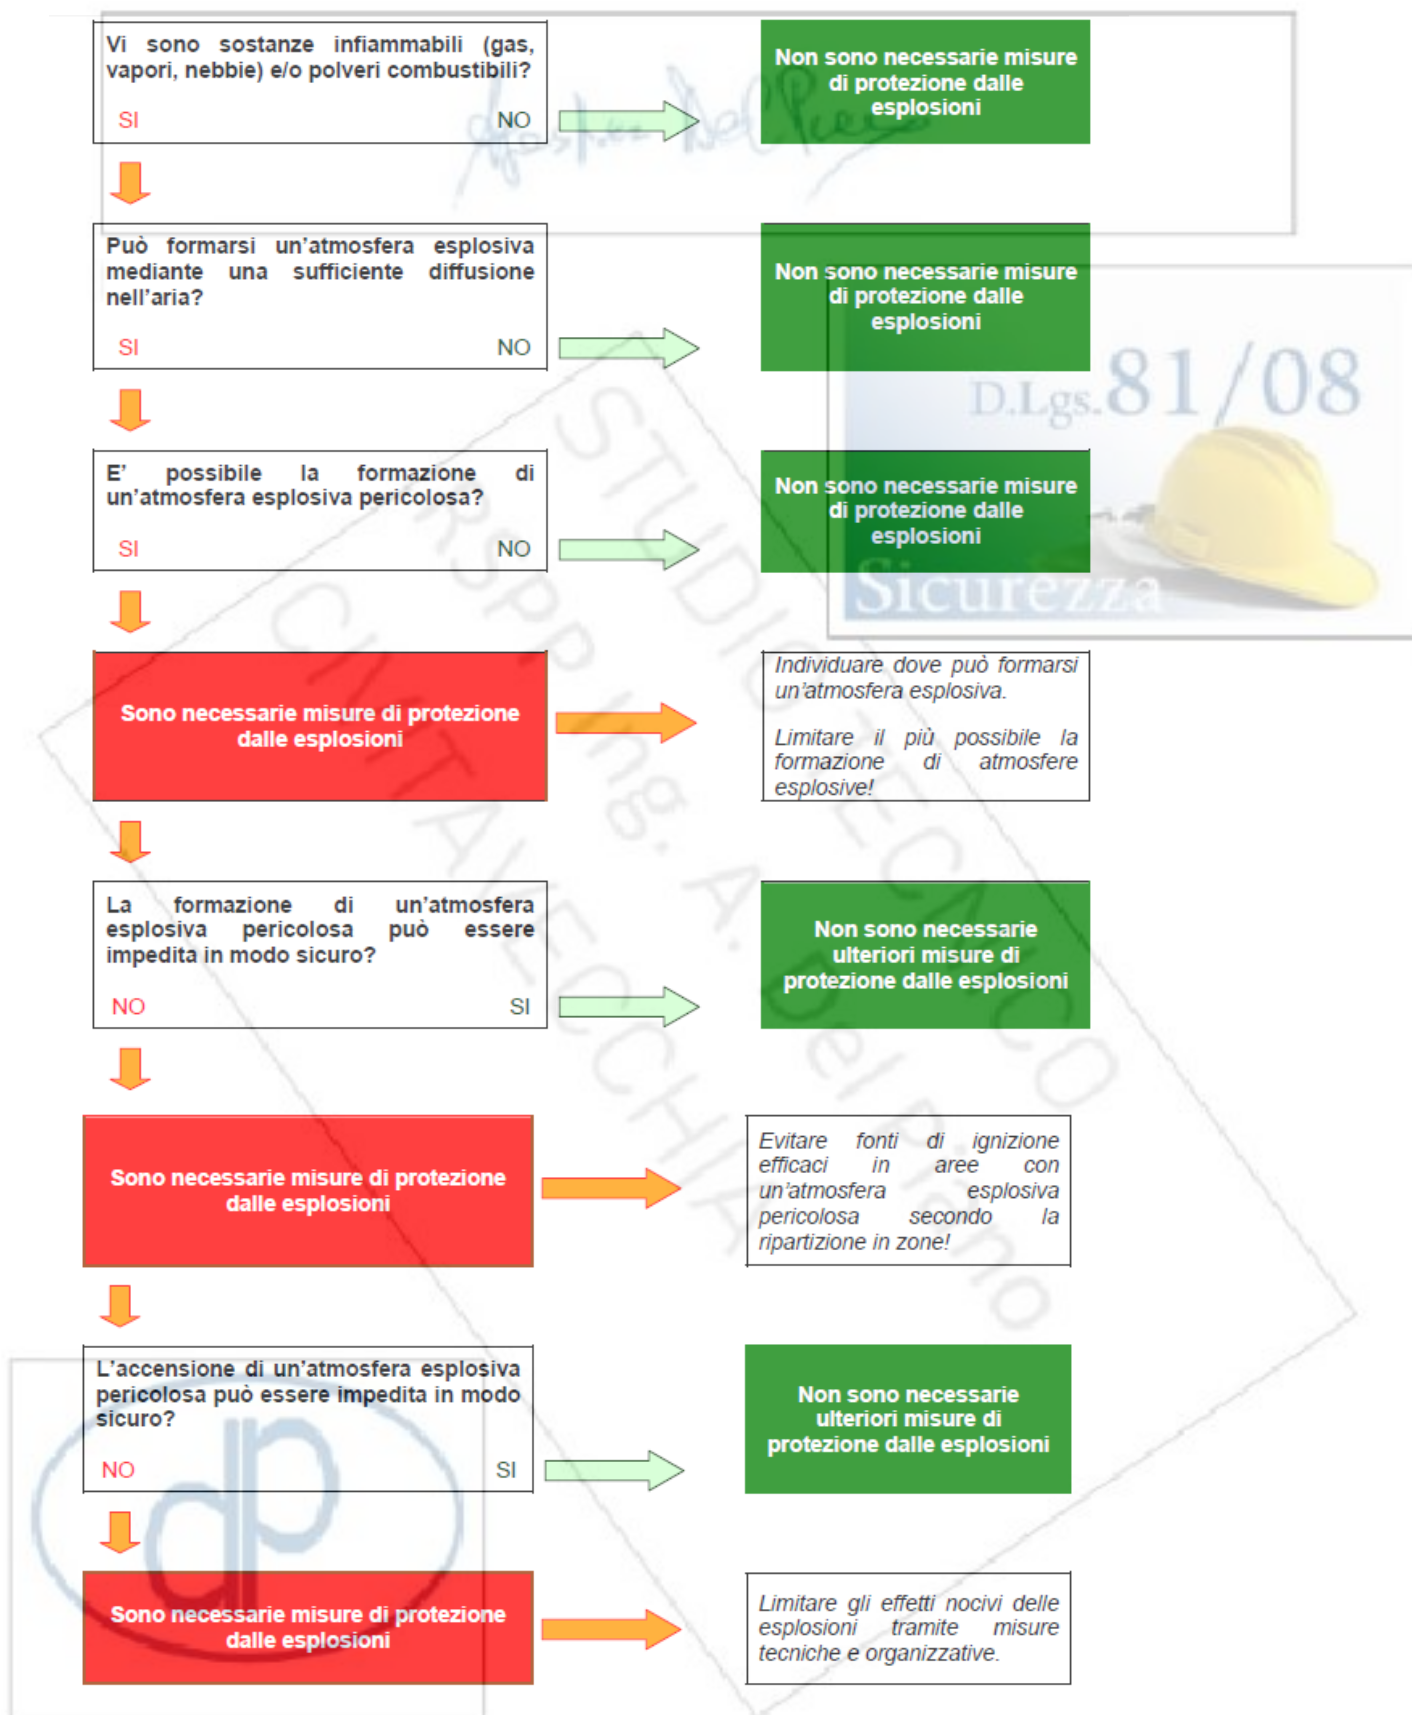 Vi sono sostanze infiammabili (gas,
vapori, nebbie) e/o polveri combustibili?
SI NO
Non sono necessarie misure
di protezione dalle
esplosioni
Può formarsi un'atmosfera esplosiva
mediante una sufficiente diffusione
nell'aria?
SI NO
Non sono necessarie misure
di protezione dalle
esplosioni
D.Lgs.81/08
Sicurezza
E' possibile la formazione di
un'atmosfera esplosiva pericolosa?
SI NO
Non sono necessarie misure
di protezione dalle
esplosioni
Sono necessarie misure di protezione
dalle esplosioni
Individuare dove può formarsi
un'atmosfera esplosiva.
Limitare il più possibile la
formazione di atmosfere
esplosive!
La formazione di un'atmosfera
esplosiva pericolosa può essere
impedita in modo sicuro?
NO SI
Non sono necessarie
ulteriori misure di
protezione dalle esplosioni
Sono necessarie misure di protezione
dalle esplosioni
Evitare fonti di ignizione
efficaci in aree con
un'atmosfera esplosiva
pericolosa secondo la
ripartizione in zone!
L'accensione di un'atmosfera esplosiva
pericolosa può essere impedita in modo
sicuro?
NO SI
Non sono necessarie
ulteriori misure di
protezione dalle esplosioni
Sono necessarie misure di protezione
dalle esplosioni
Limitare gli effetti nocivi delle
esplosioni tramite misure
tecniche e organizzative.
STUDIO TECNICO
RSPP Ing. A. Del Piano
CIVITAVECCHIA
dp